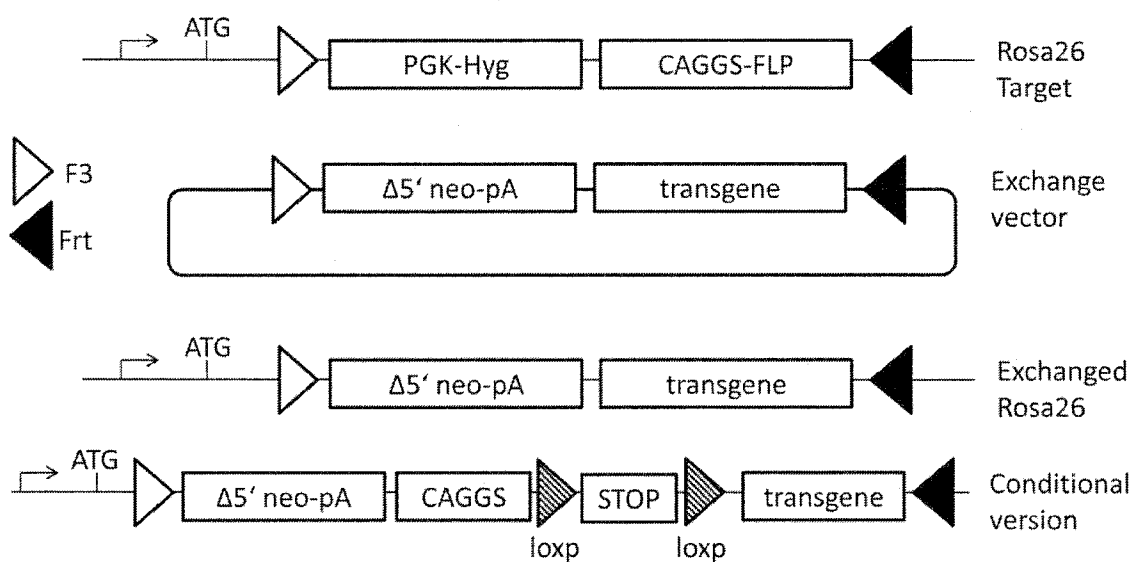 ATG
PGK-Hyg
CAGGS-FLP
Rosa26
Target
F3
Frt
Δ5‘ neo-pA
transgene
Exchange
vector
ATG
Δ5‘ neo-pA
transgene
Exchanged
Rosa26
ATG
Δ5‘ neo-pA
CAGGS
STOP
transgene
Conditional
version
loxp
loxp